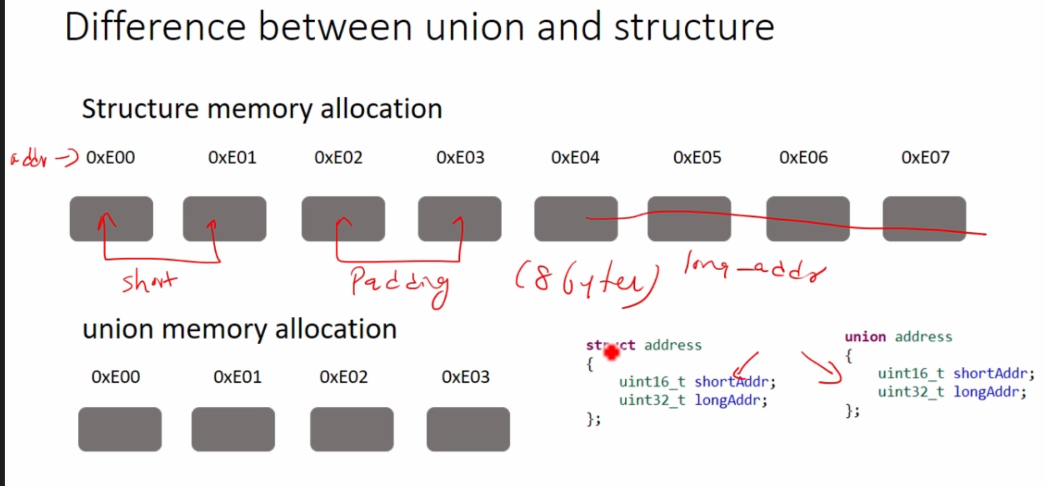 Difference between union and structure
Structure memory allocation
addr → 0xE00 0xE01 0xE02 0xE03 0xE04 0xE05 0xE06 0xE07
short Padding (8 bytes) long_addr
union memory allocation
0xE00 0xE01 0xE02 0xE03
struct address
{
uint16_t shortAddr;
uint32_t longAddr;
};
union address
{
uint16_t shortAddr;
uint32_t longAddr;
};